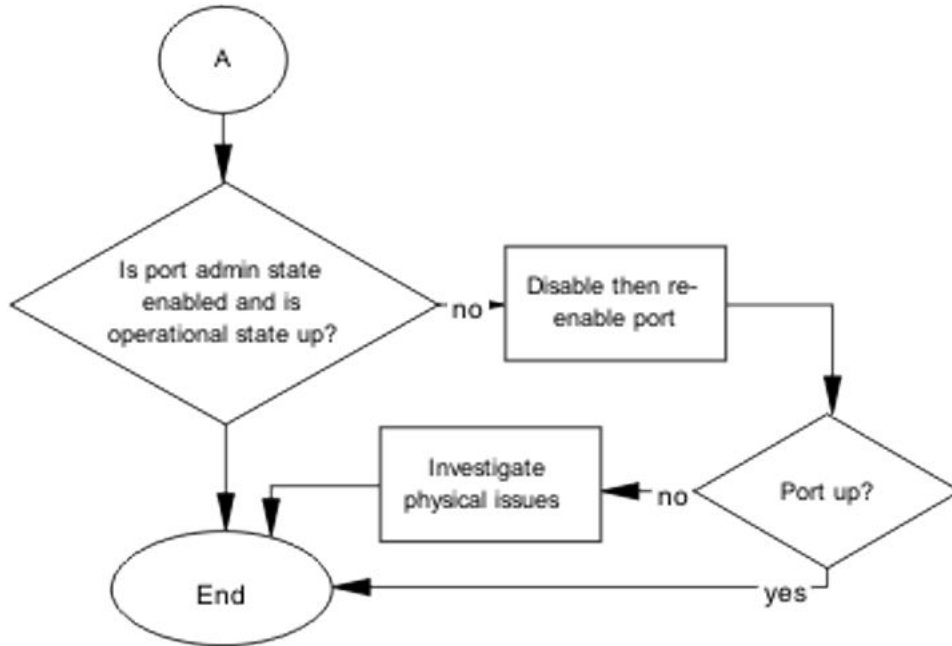 A
Is port admin state
enabled and is
operational state up?
no
Disable then re-
enable port
Port up?
no
Investigate
physical issues
yes
End